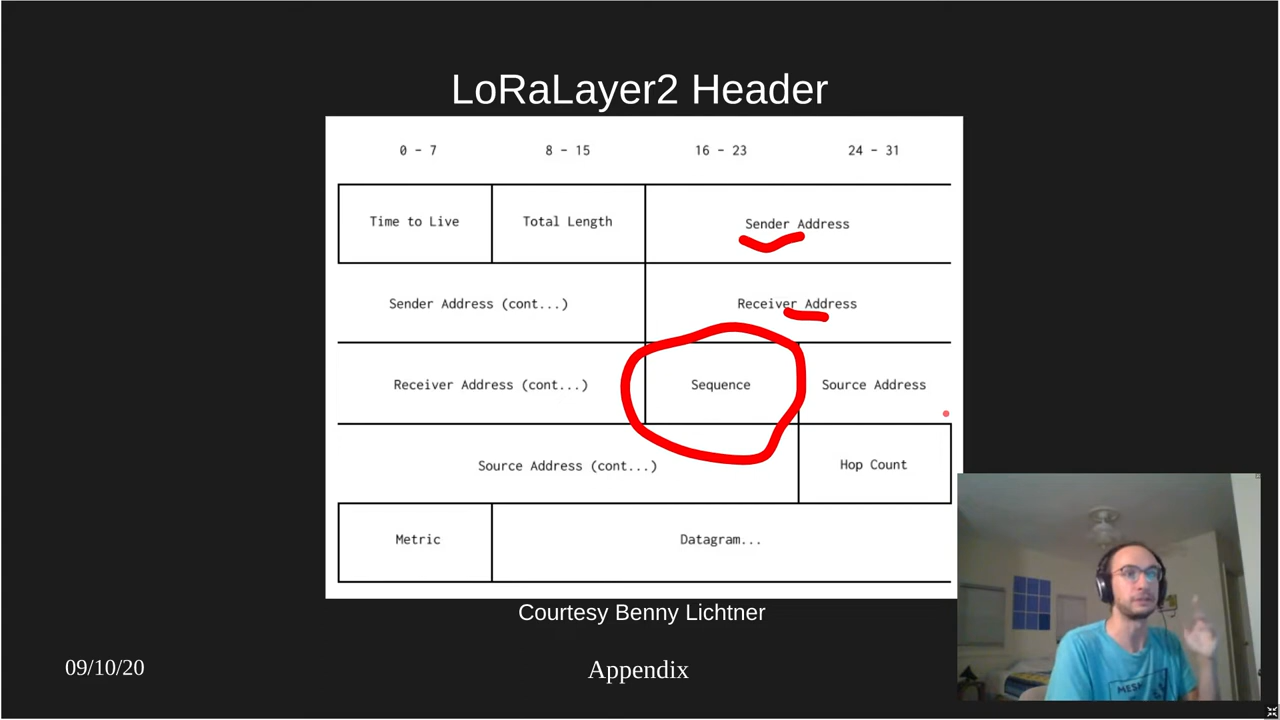 LoRaLayer2 Header
0 - 7 8 - 15 16 - 23 24 - 31
Time to Live Total Length Sender Address
Sender Address (cont...) Receiver Address
Receiver Address (cont...) Sequence Source Address
Source Address (cont...) Hop Count
Metric Datagram...
Courtesy Benny Lichtner
09/10/20 Appendix